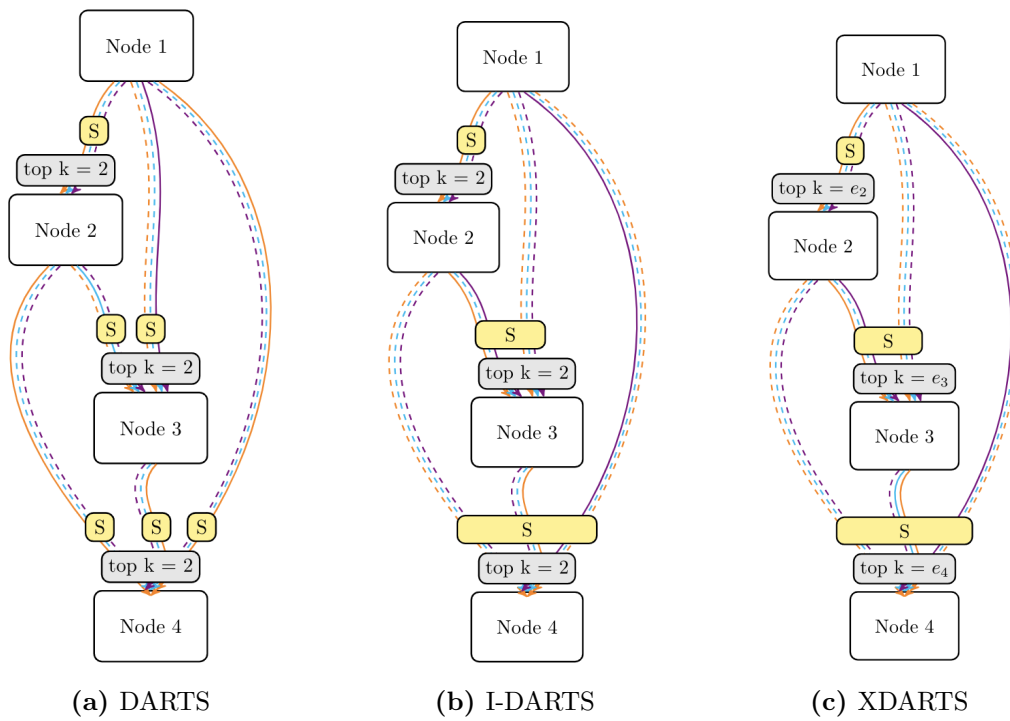 Node 1
S
top k = 2
Node 2
S
S
top k = 2
Node 3
S
S
S
top k = 2
Node 4
(a) DARTS
Node 1
S
top k = 2
Node 2
S
top k = 2
Node 3
S
top k = 2
Node 4
(b) I-DARTS
Node 1
S
top k = e₂
Node 2
S
top k = e₃
Node 3
S
top k = e₄
Node 4
(c) XDARTS